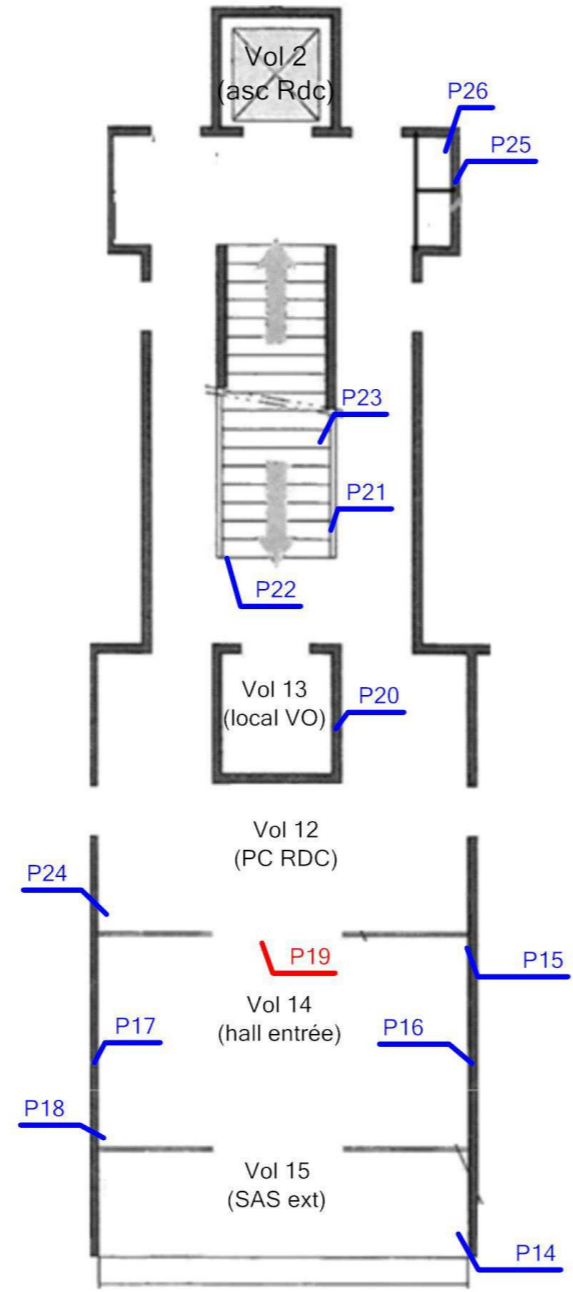 Vol 2
(asc Rdc)
P26
P25
P23
P21
P22
Vol 13
(local VO)
P20
Vol 12
(PC RDC)
P24
P19
P15
Vol 14
(hall entrée)
P17
P16
P18
Vol 15
(SAS ext)
P14